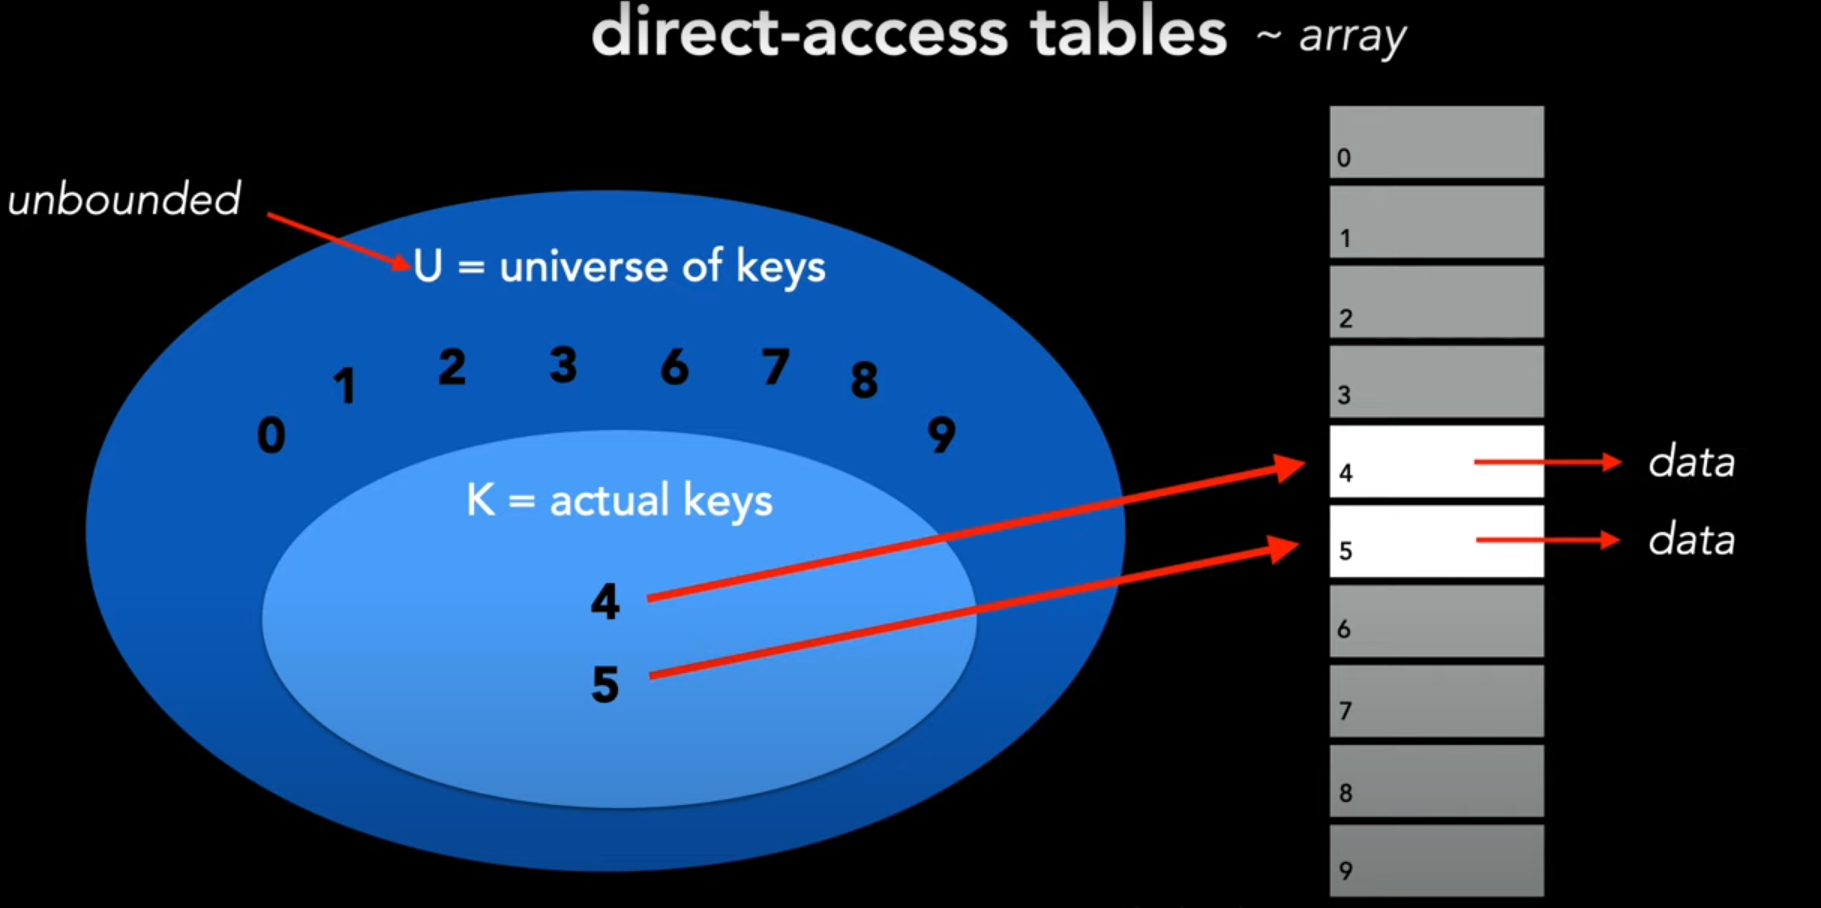 direct-access tables ~ array
unbounded
U = universe of keys
0 1 2 3 6 7 8 9
K = actual keys
4
5
0
1
2
3
4 data
5 data
6
7
8
9